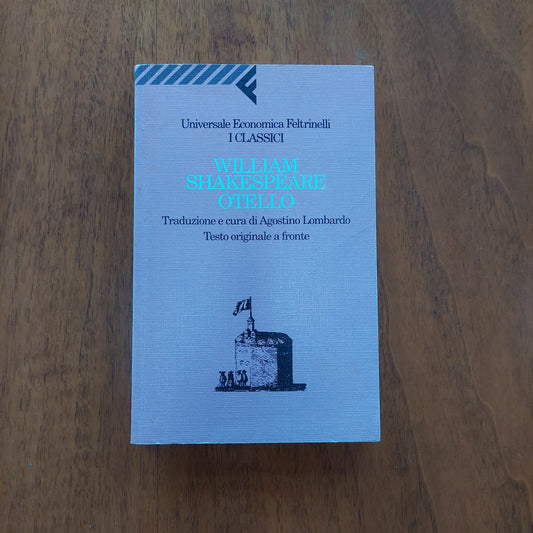 Universale Economica Feltrinelli
I CLASSICI
WILLIAM
SHAKESPEARE
OTELLO
Traduzione e cura di Agostino Lombardo
Testo originale a fronte